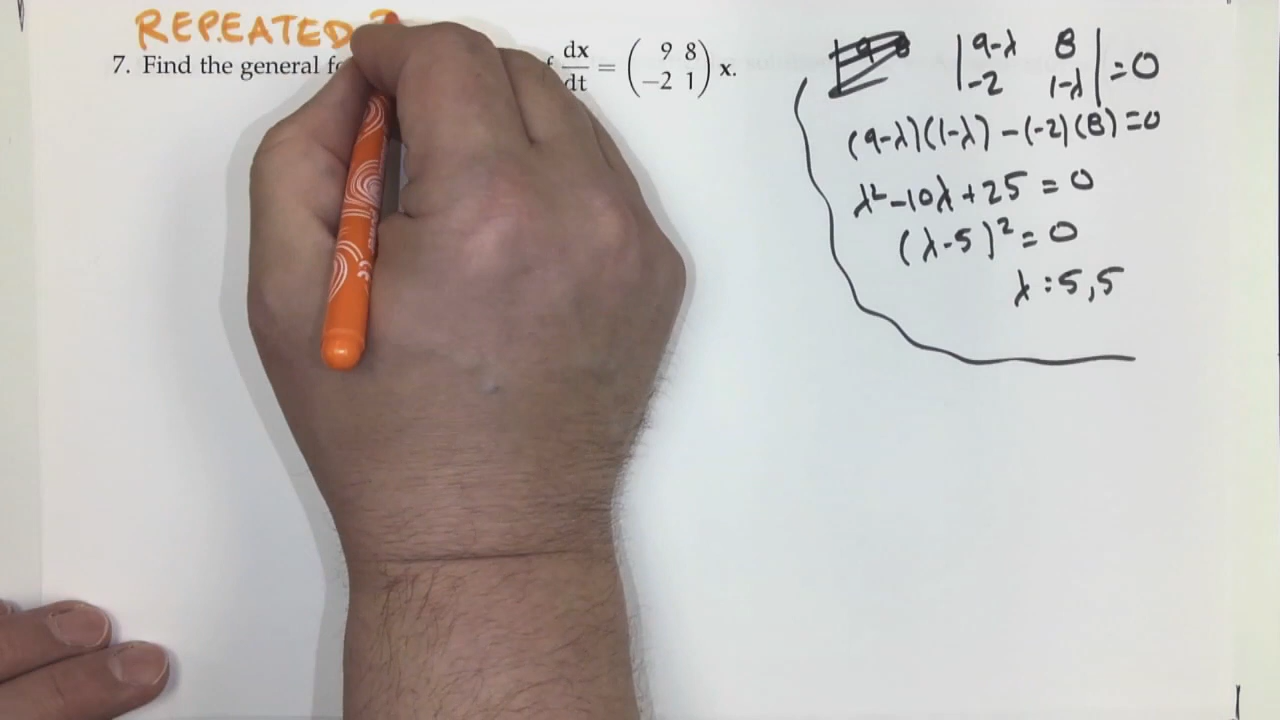 REPEATED
7. Find the general dx/dt = ( 9 8 ; −2 1 ) x.
|9-λ 8; -2 1-λ| = 0
(9-λ)(1-λ) - (-2)(8) = 0
λ² - 10λ + 25 = 0
(λ-5)² = 0
λ: 5, 5